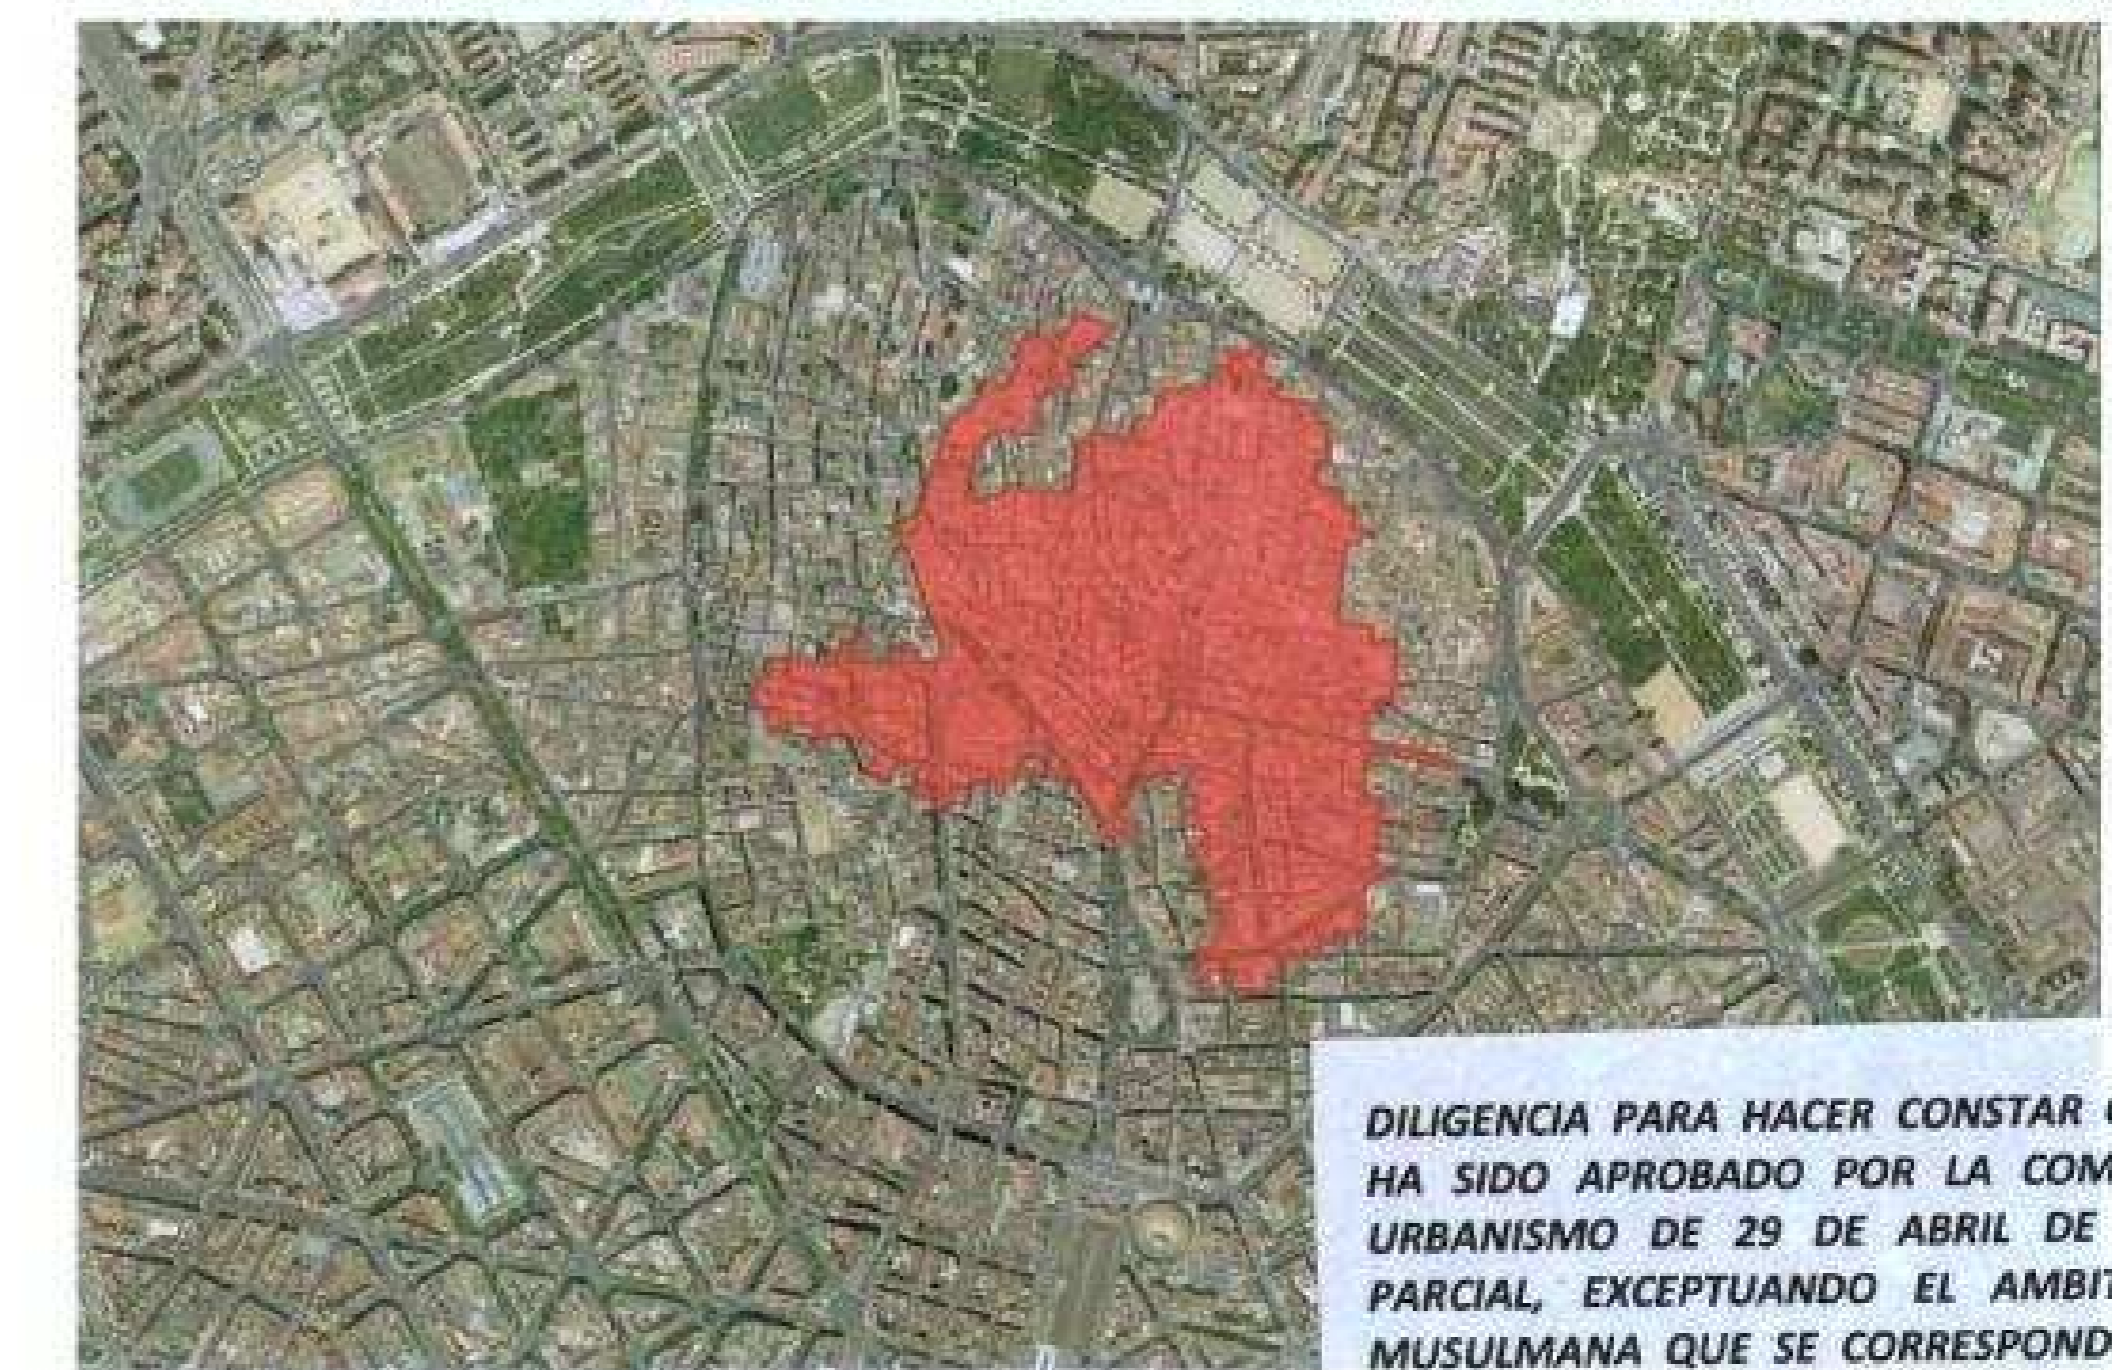 DILIGENCIA PARA HACER CONSTAR
HA SIDO APROBADO POR LA COM
URBANISMO DE 29 DE ABRIL DE
PARCIAL, EXCEPTUANDO EL AMBIT
MUSULMANA QUE SE CORRESPOND